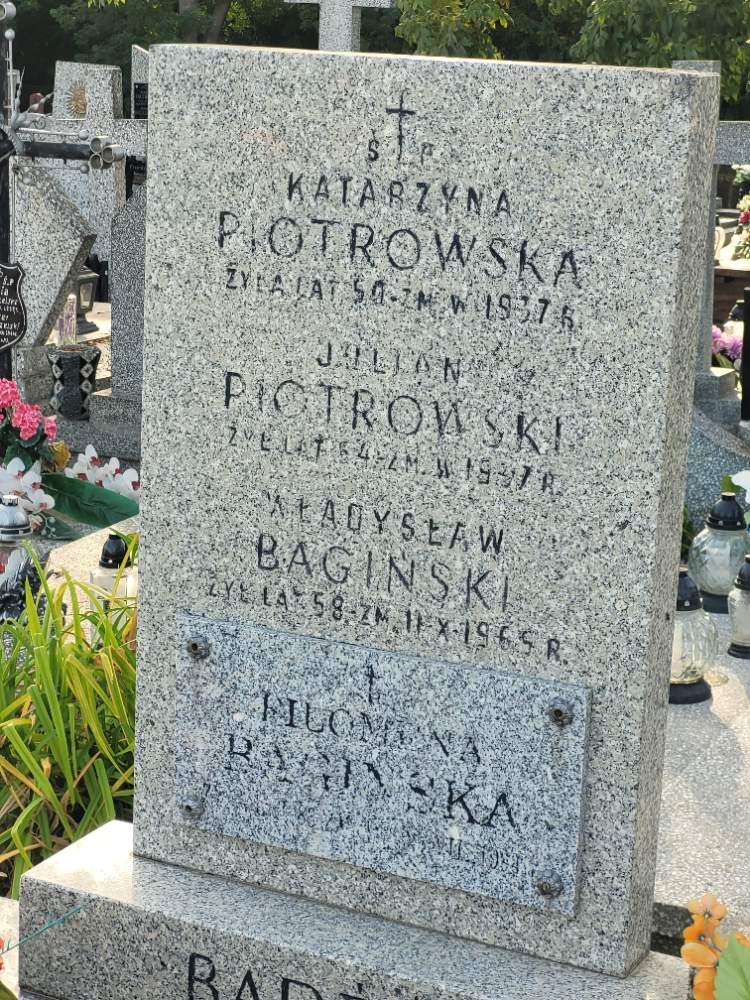 Ś P
KATARZYNA
PIOTROWSKA
ŻYŁA LAT 50-ZM. W 1937 R.
JULIAN
PIOTROWSKI
ŻYŁ LAT 54-ZM. W 1937 R.
WŁADYSŁAW
BAGIŃSKI
ŻYŁ LAT 58-ZM. 11-X-1965 R.
FILOMENA
BAGIŃSKA